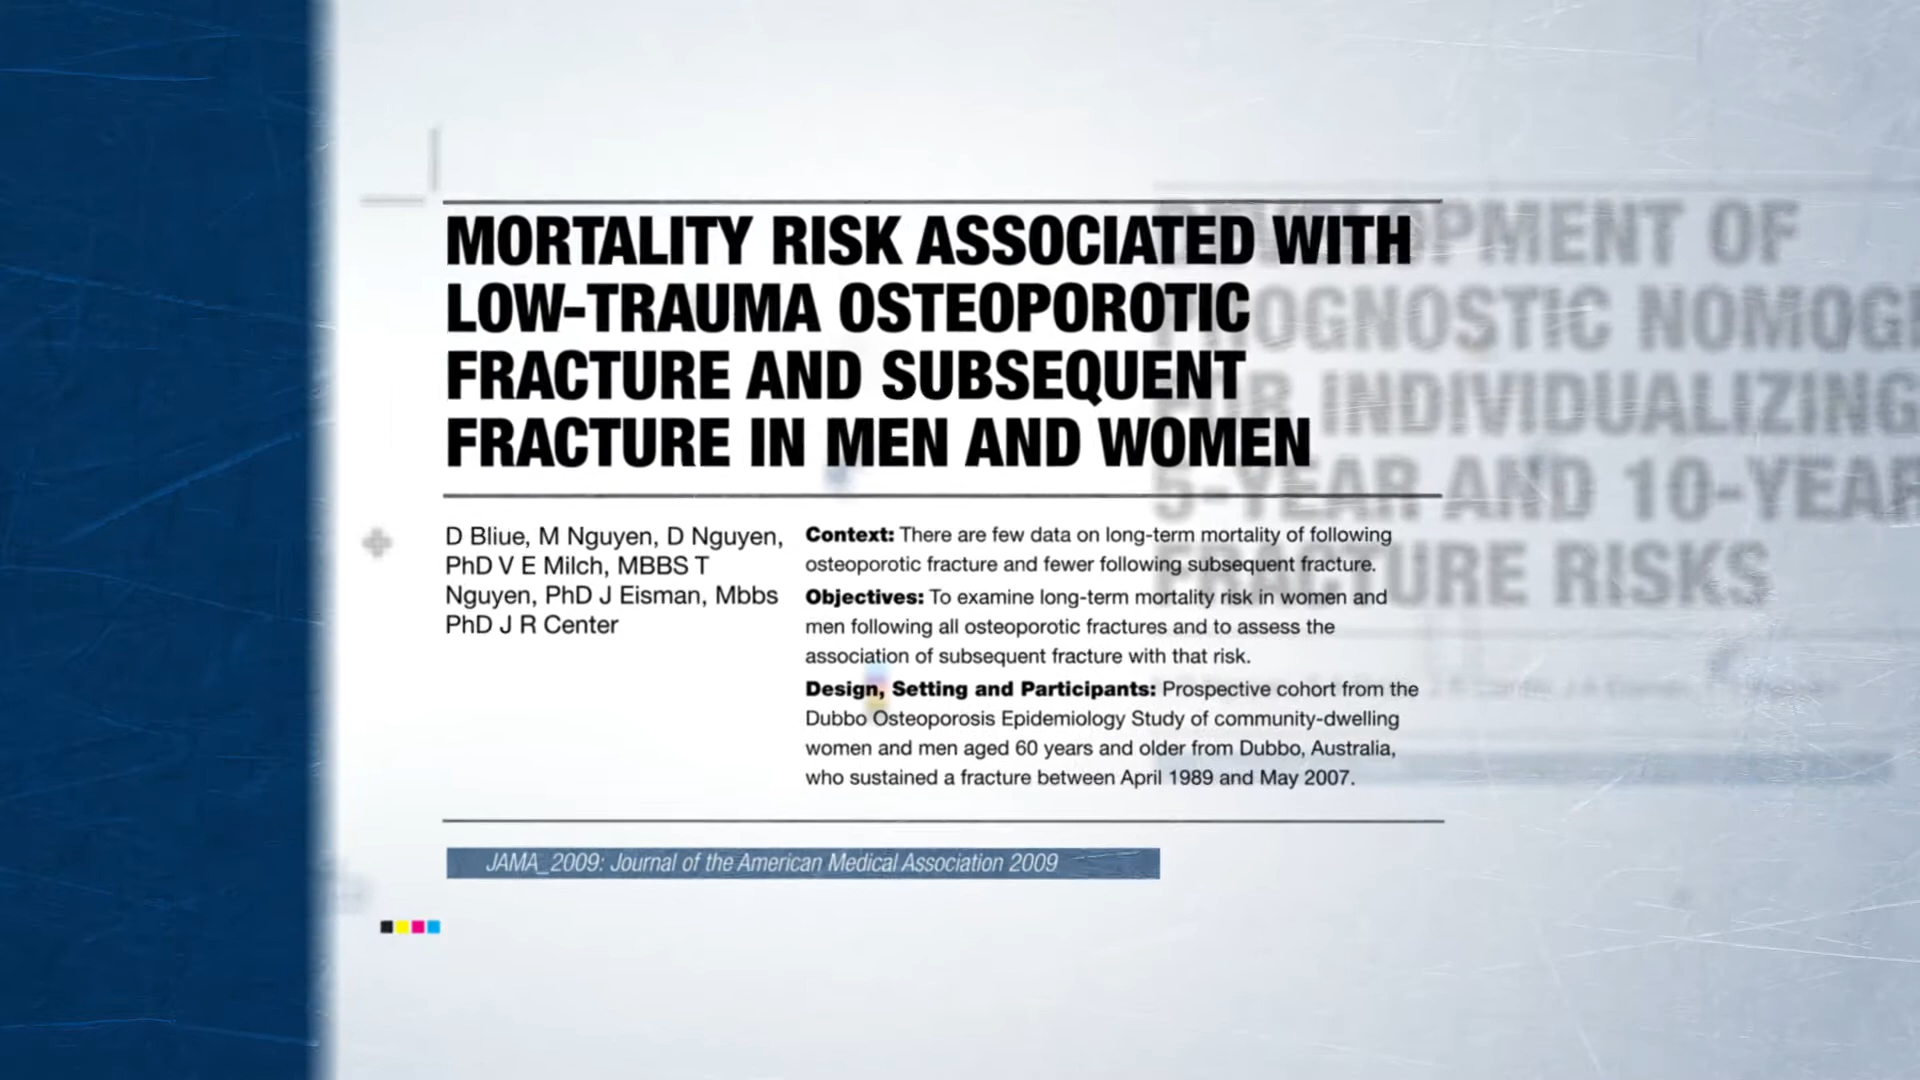 MORTALITY RISK ASSOCIATED WITH
LOW-TRAUMA OSTEOPOROTIC
FRACTURE AND SUBSEQUENT
FRACTURE IN MEN AND WOMEN
D Bliue, M Nguyen, D Nguyen,
PhD V E Milch, MBBS T
Nguyen, PhD J Eisman, Mbbs
PhD J R Center
Context: There are few data on long-term mortality of following
osteoporotic fracture and fewer following subsequent fracture.
Objectives: To examine long-term mortality risk in women and
men following all osteoporotic fractures and to assess the
association of subsequent fracture with that risk.
Design, Setting and Participants: Prospective cohort from the
Dubbo Osteoporosis Epidemiology Study of community-dwelling
women and men aged 60 years and older from Dubbo, Australia,
who sustained a fracture between April 1989 and May 2007.
JAMA_2009: Journal of the American Medical Association 2009
OF
INDIVIDUALIZING
5-YEAR AND 10-YEAR
RISKS